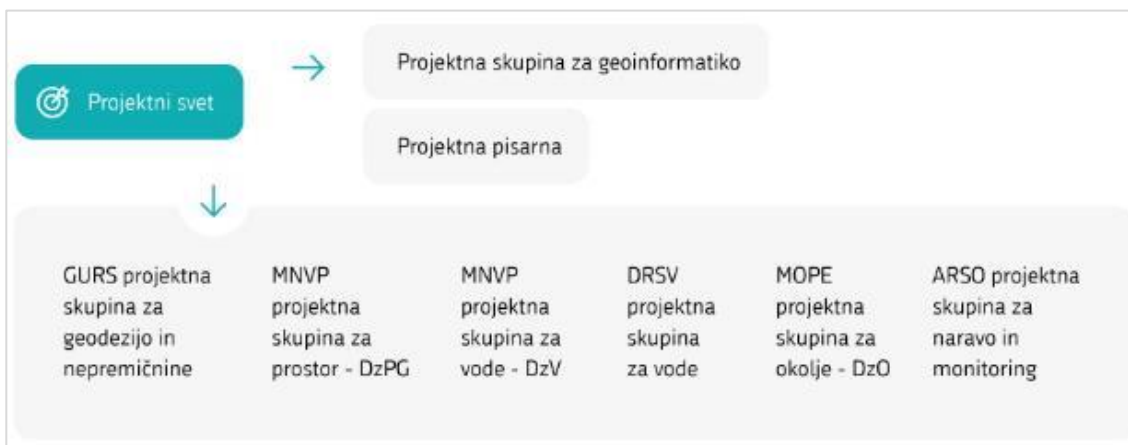 Projektni svet
Projektna skupina za geoinformatiko
Projektna pisarna
GURS projektna
skupina za
geodezijo in
nepremičnine
MNVP
projektna
skupina za
prostor - DzPG
MNVP
projektna
skupina za
vode - DzV
DRSV
projektna
skupina
za vode
MOPE
projektna
skupina za
okolje - DzO
ARSO projektna
skupina za
naravo in
monitoring